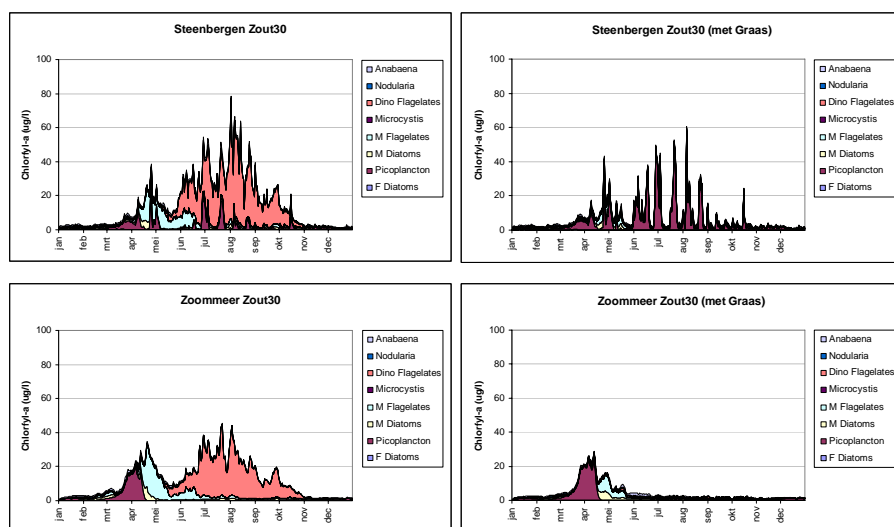 Steenbergen Zout30
Chlorfyl-a (ug/l)
100
80
60
40
20
0
jan
feb
mrt
apr
mei
jun
jul
aug
sep
okt
nov
dec
Anabaena
Nodularia
Dino Flagelates
Microcystis
M Flagelates
M Diatoms
Picoplancton
F Diatoms
Steenbergen Zout30 (met Graas)
Chlorfyl-a (ug/l)
100
80
60
40
20
0
jan
feb
mrt
apr
mei
jun
jul
aug
sep
okt
nov
dec
Anabaena
Nodularia
Dino Flagelates
Microcystis
M Flagelates
M Diatoms
Picoplancton
F Diatoms
Zoommeer Zout30
Chlorfyl-a (ug/l)
100
80
60
40
20
0
jan
feb
mrt
apr
mei
jun
jul
aug
sep
okt
nov
dec
Anabaena
Nodularia
Dino Flagelates
Microcystis
M Flagelates
M Diatoms
Picoplancton
F Diatoms
Zoommeer Zout30 (met Graas)
Chlorfyl-a (ug/l)
100
80
60
40
20
0
jan
feb
mrt
apr
mei
jun
jul
aug
sep
okt
nov
dec
Anabaena
Nodularia
Dino Flagelates
Microcystis
M Flagelates
M Diatoms
Picoplancton
F Diatoms